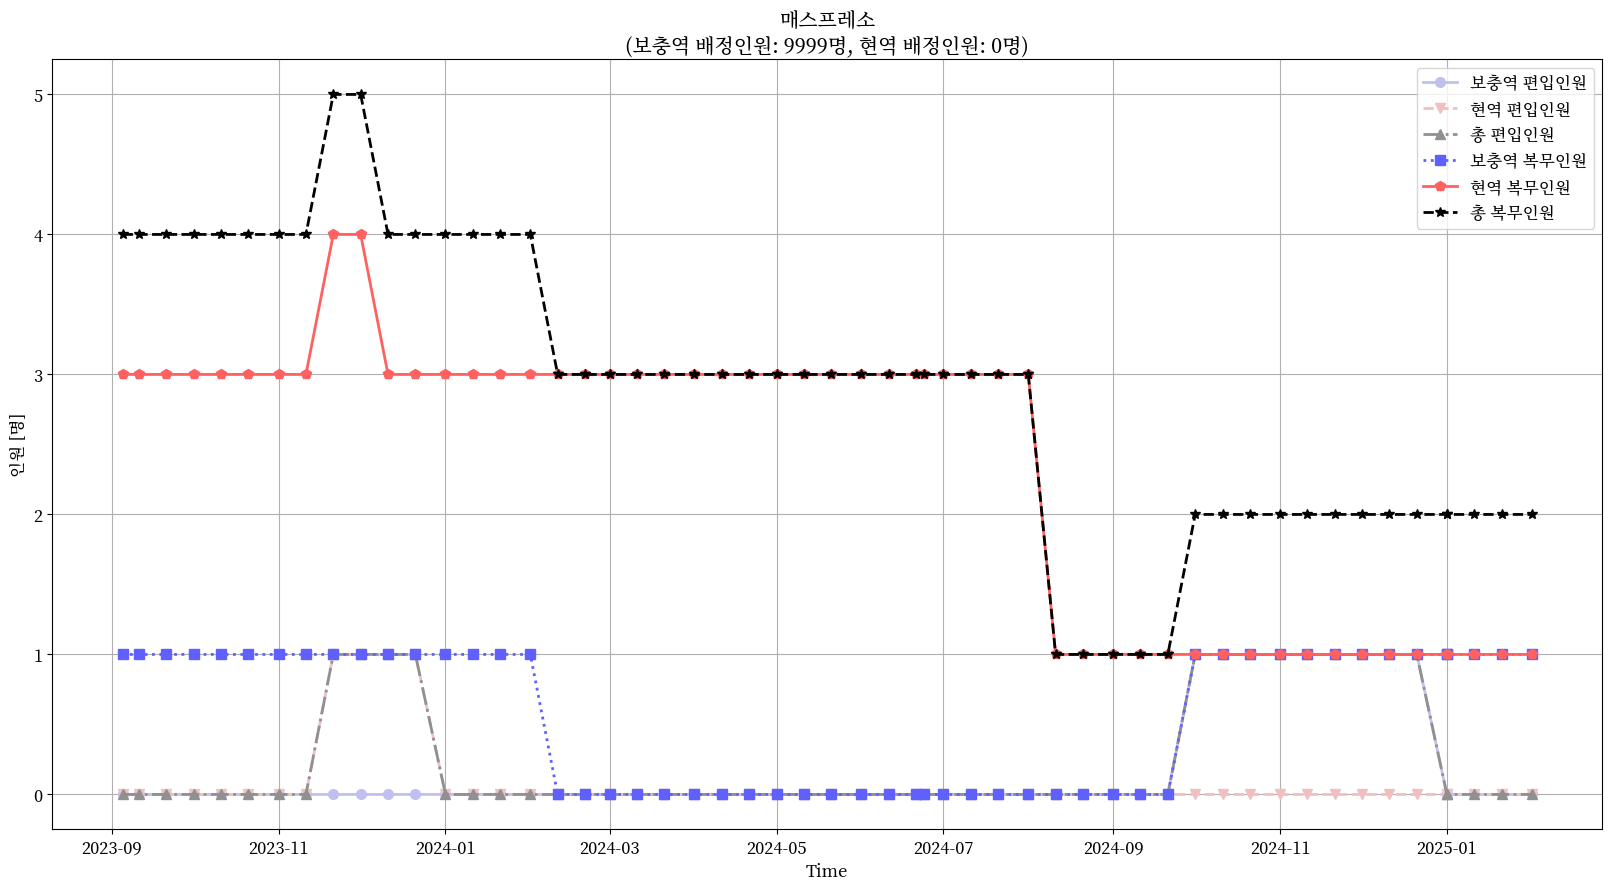 매스프레소
(보충역 배정인원: 9999명, 현역 배정인원: 0명)
보충역 편입인원
현역 편입인원
총 편입인원
보충역 복무인원
현역 복무인원
총 복무인원
인원 [명]
5
4
3
2
1
0
2023-09 2023-11 2024-01 2024-03 2024-05 2024-07 2024-09 2024-11 2025-01
Time